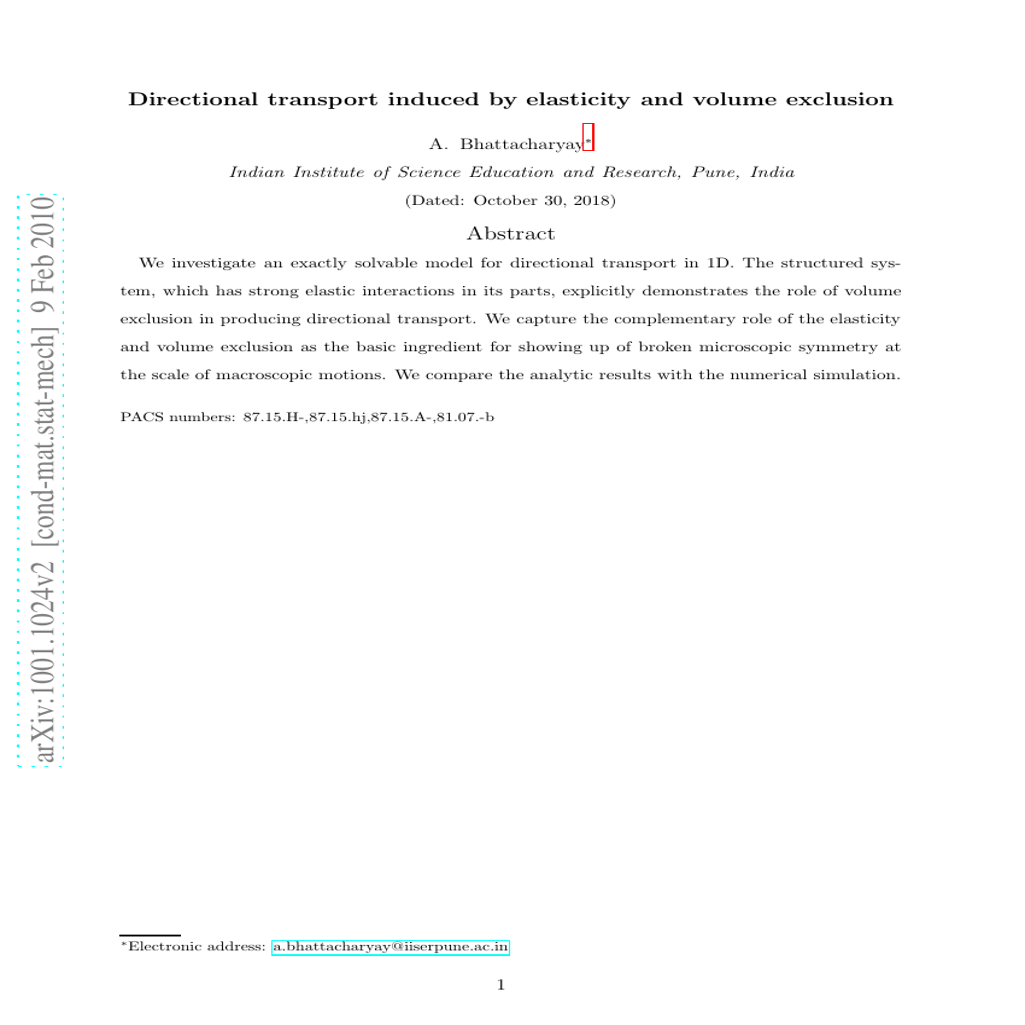 Directional transport induced by elasticity and volume exclusion
A. Bhattacharyay*
Indian Institute of Science Education and Research, Pune, India
(Dated: October 30, 2018)
Abstract
We investigate an exactly solvable model for directional transport in 1D. The structured sys-
tem, which has strong elastic interactions in its parts, explicitly demonstrates the role of volume
exclusion in producing directional transport. We capture the complementary role of the elasticity
and volume exclusion as the basic ingredient for showing up of broken microscopic symmetry at
the scale of macroscopic motions. We compare the analytic results with the numerical simulation.
PACS numbers: 87.15.H-,87.15.hj,87.15.A-,81.07.-b
arXiv:1001.1024v2 [cond-mat.stat-mech] 9 Feb 2010
*Electronic address: a.bhattacharyay@iiserpune.ac.in
1